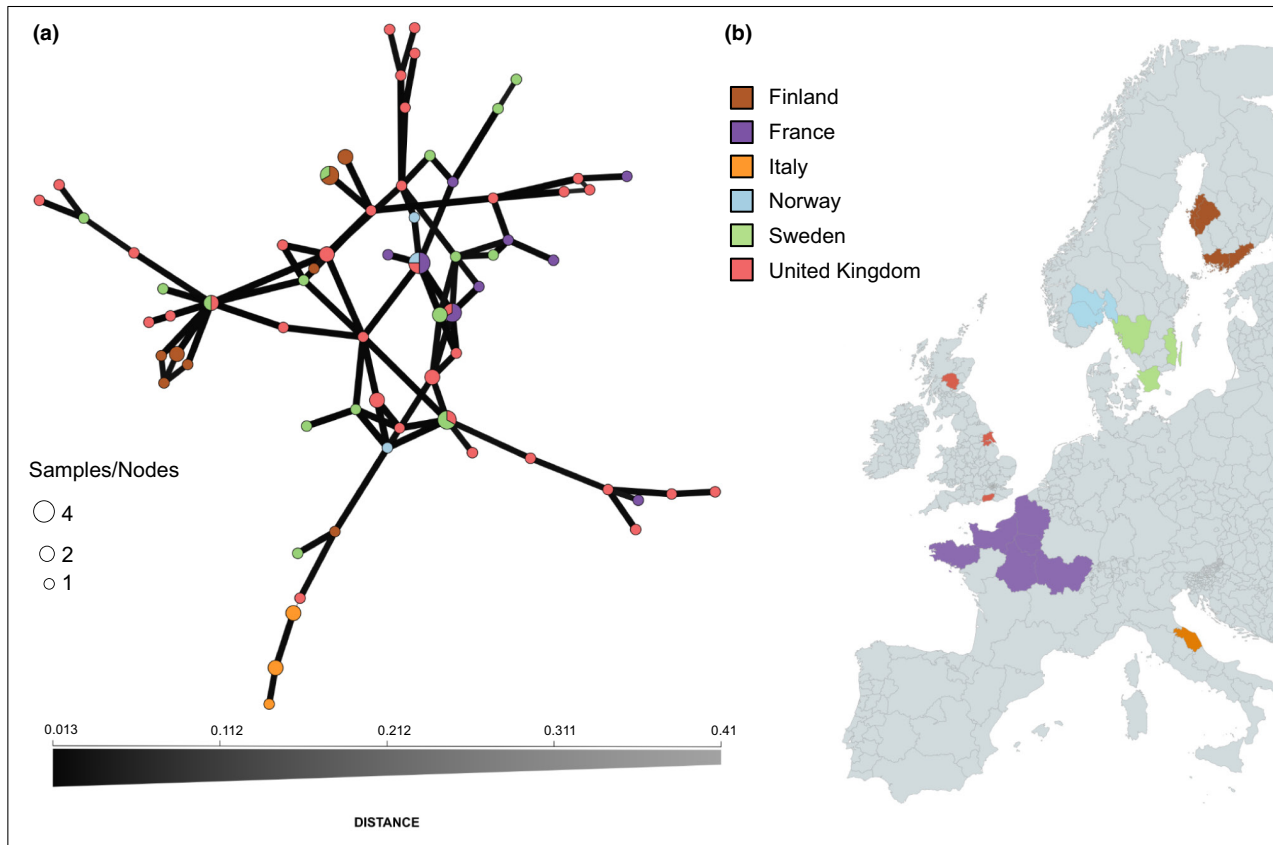 (a)
Samples/Nodes
4
2
1
0.013 0.112 0.212 0.311 0.41
DISTANCE
(b)
Finland
France
Italy
Norway
Sweden
United Kingdom